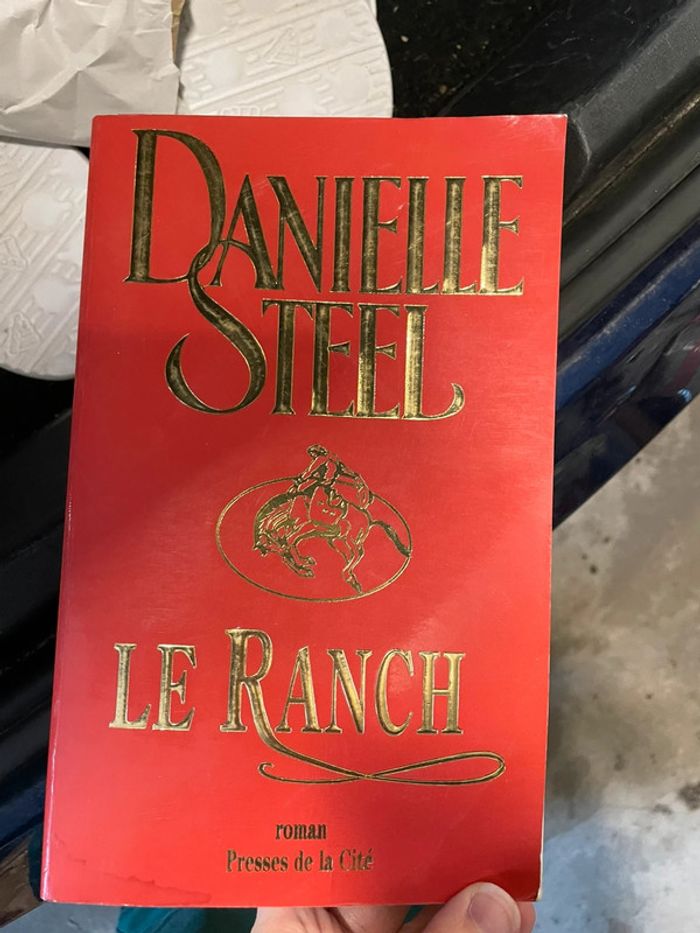 DANIELLE
STEEL
LE RANCH
roman
Presses de la Cité